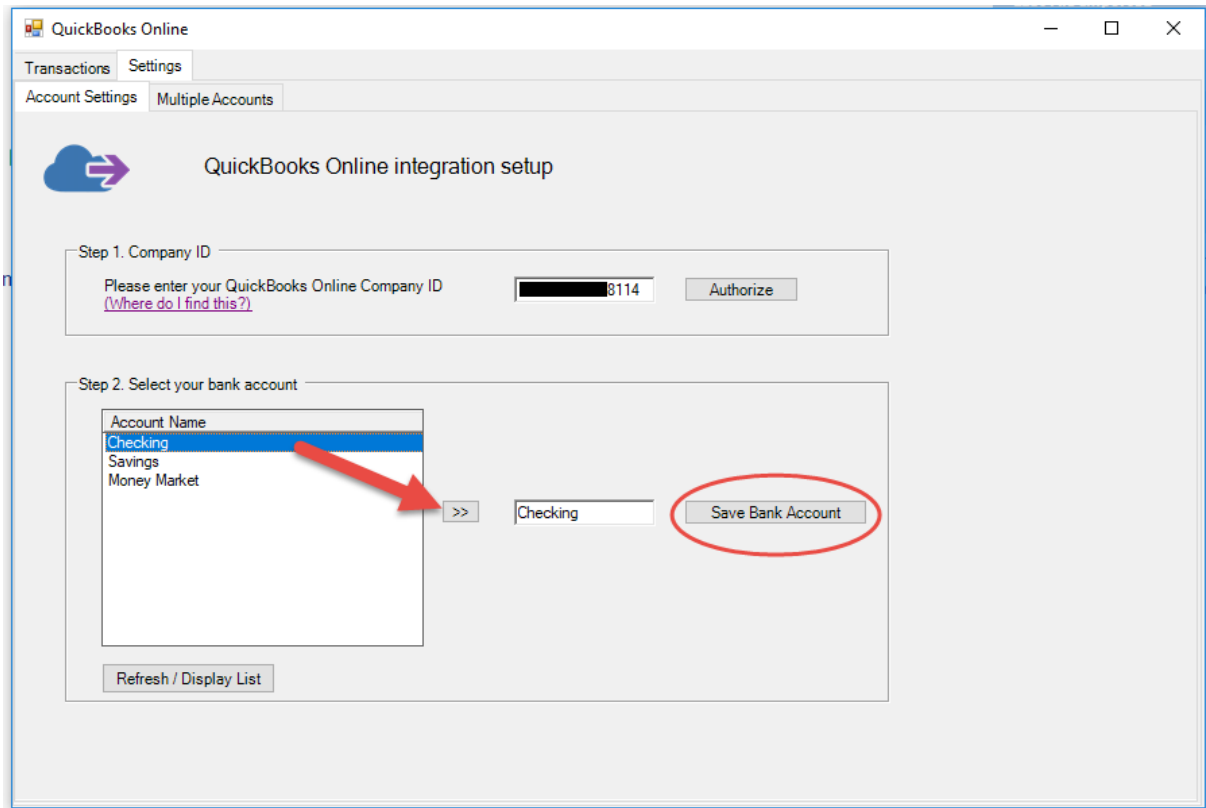 QuickBooks Online
Transactions Settings
Account Settings Multiple Accounts
QuickBooks Online integration setup
Step 1. Company ID
Please enter your QuickBooks Online Company ID
(Where do I find this?)
8114
Authorize
Step 2. Select your bank account
Account Name
Checking
Savings
Money Market
>>
Checking
Save Bank Account
Refresh / Display List